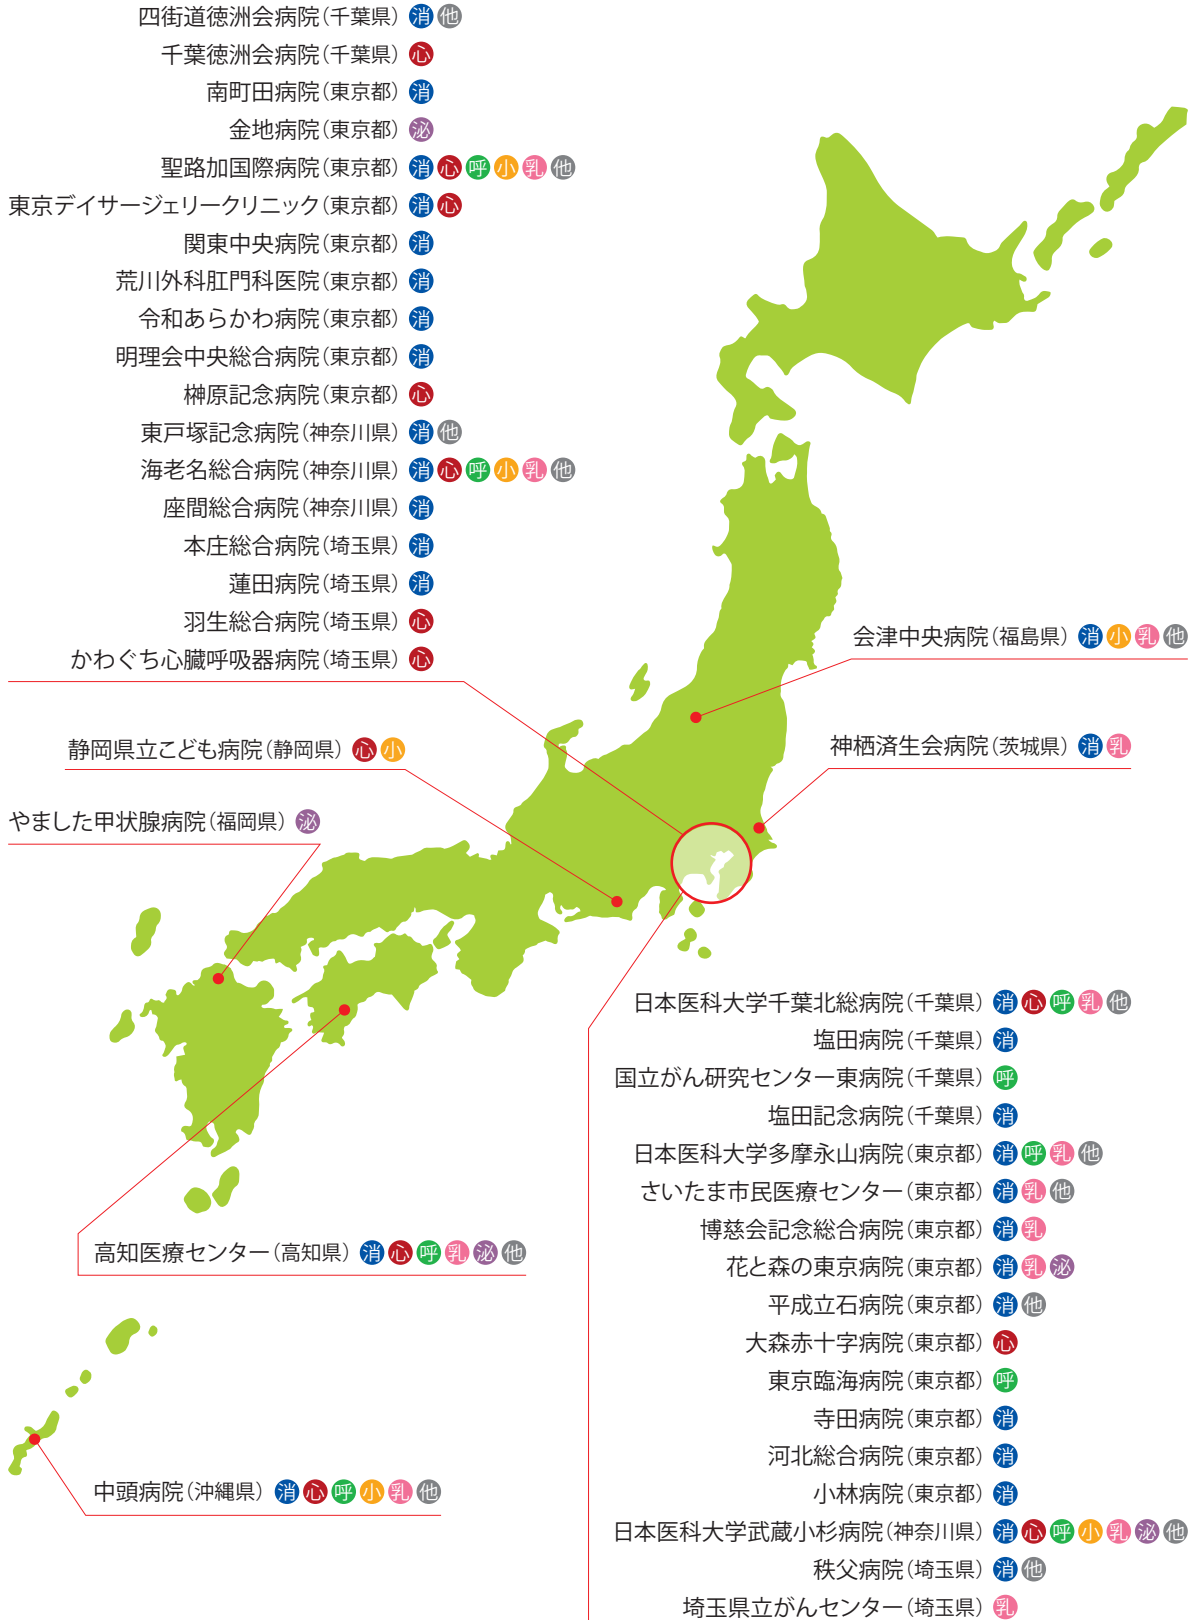 四街道徳洲会病院（千葉県） 消 他
千葉徳洲会病院（千葉県） 心
南町田病院（東京都） 消
金地病院（東京都） 泌
聖路加国際病院（東京都） 消 心 呼 小 乳 他
東京デイサージェリークリニック（東京都） 消 心
関東中央病院（東京都） 消
荒川外科肛門科医院（東京都） 消
令和あらかわ病院（東京都） 消
明理会中央総合病院（東京都） 消
榊原記念病院（東京都） 心
東戸塚記念病院（神奈川県） 消 他
海老名総合病院（神奈川県） 消 心 呼 小 乳 他
座間総合病院（神奈川県） 消
本庄総合病院（埼玉県） 消
蓮田病院（埼玉県） 消
羽生総合病院（埼玉県） 心
かわぐち心臓呼吸器病院（埼玉県） 心
会津中央病院（福島県） 消 小 乳 他
静岡県立こども病院（静岡県） 心 小
神栖済生会病院（茨城県） 消 乳
やました甲状腺病院（福岡県） 泌
日本医科大学千葉北総病院（千葉県） 消 心 呼 乳 他
塩田病院（千葉県） 消
国立がん研究センター東病院（千葉県） 呼
塩田記念病院（千葉県） 消
日本医科大学多摩永山病院（東京都） 消 呼 乳 他
さいたま市民医療センター（東京都） 消 乳 他
博慈会記念総合病院（東京都） 消 乳
花と森の東京病院（東京都） 消 乳 泌
平成立石病院（東京都） 消 他
大森赤十字病院（東京都） 心
東京臨海病院（東京都） 呼
寺田病院（東京都） 消
河北総合病院（東京都） 消
小林病院（東京都） 消
日本医科大学武蔵小杉病院（神奈川県） 消 心 呼 小 乳 泌 他
秩父病院（埼玉県） 消 他
埼玉県立がんセンター（埼玉県） 乳
高知医療センター（高知県） 消 心 呼 乳 泌 他
中頭病院（沖縄県） 消 心 呼 小 乳 他